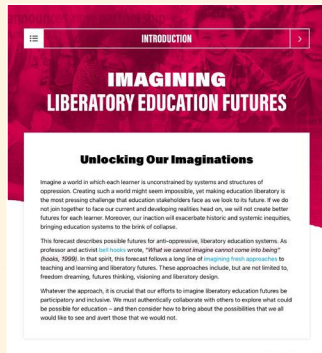 INTRODUCTION
IMAGINING
LIBERATORY EDUCATION FUTURES
Unlocking Our Imaginations
Imagine a world in which each learner is unconstrained by systems and structures of
oppression. Creating such a world might seem impossible, yet making education liberatory is
the most pressing challenge that education stakeholders face as we look to its future. If we do
not join together to face our current and developing realities head on, we will not create better
futures for each learner. Moreover, our inaction will exacerbate historic and systemic inequities,
bringing education systems to the brink of collapse.
This forecast describes possible futures for anti-oppressive, liberatory education systems. As
professor and activist bell hooks wrote, "What we cannot imagine cannot come into being"
(hooks, 1999). In that spirit, this forecast follows a long line of imagining fresh approaches to
teaching and learning and liberatory futures. These approaches include, but are not limited to,
freedom dreaming, futures thinking, visioning and liberatory design.
Whatever the approach, it is crucial that our efforts to imagine liberatory education futures be
participatory and inclusive. We must authentically collaborate with others to explore what could
be possible for education – and then consider how to bring about the possibilities that we all
would like to see and avert those that we would not.